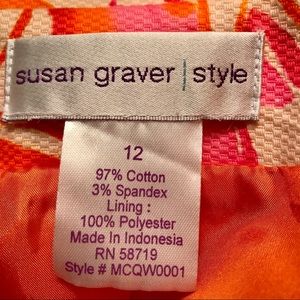 susan graver | style
12
97% Cotton
3% Spandex
Lining :
100% Polyester
Made In Indonesia
RN 58719
Style # MCQW0001